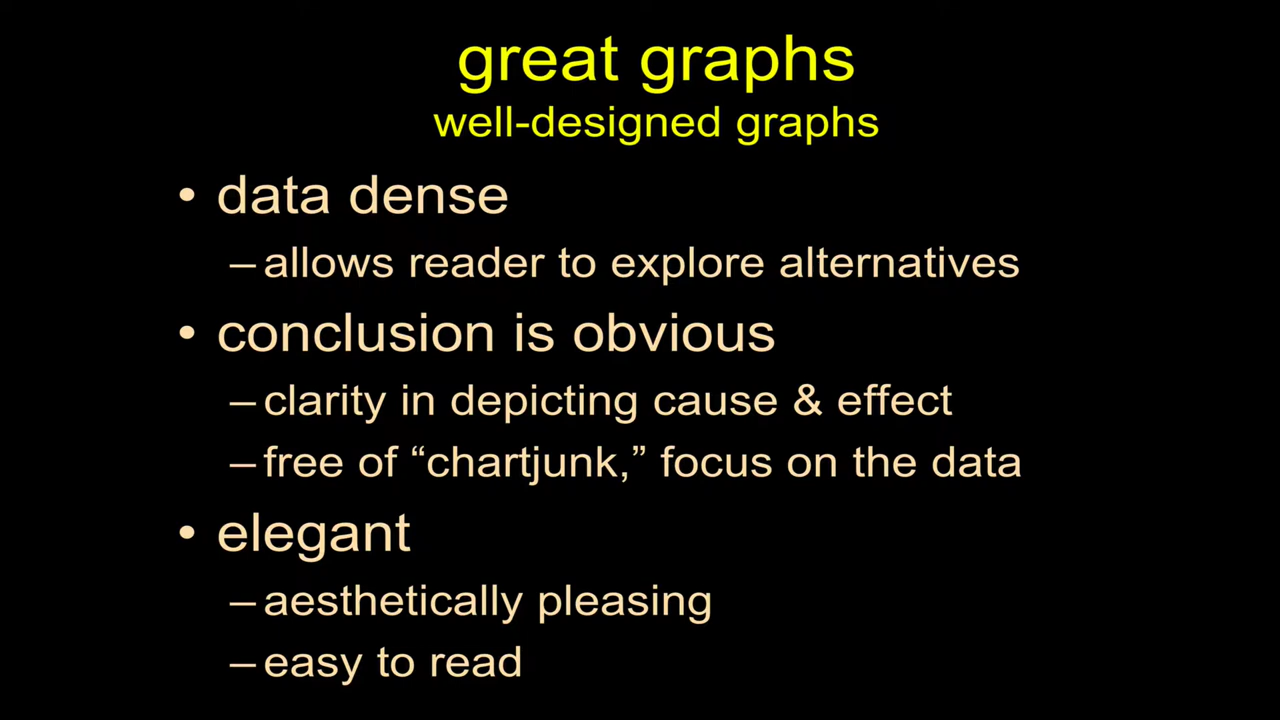 great graphs
well-designed graphs
• data dense
– allows reader to explore alternatives
• conclusion is obvious
– clarity in depicting cause & effect
– free of “chartjunk,” focus on the data
• elegant
– aesthetically pleasing
– easy to read